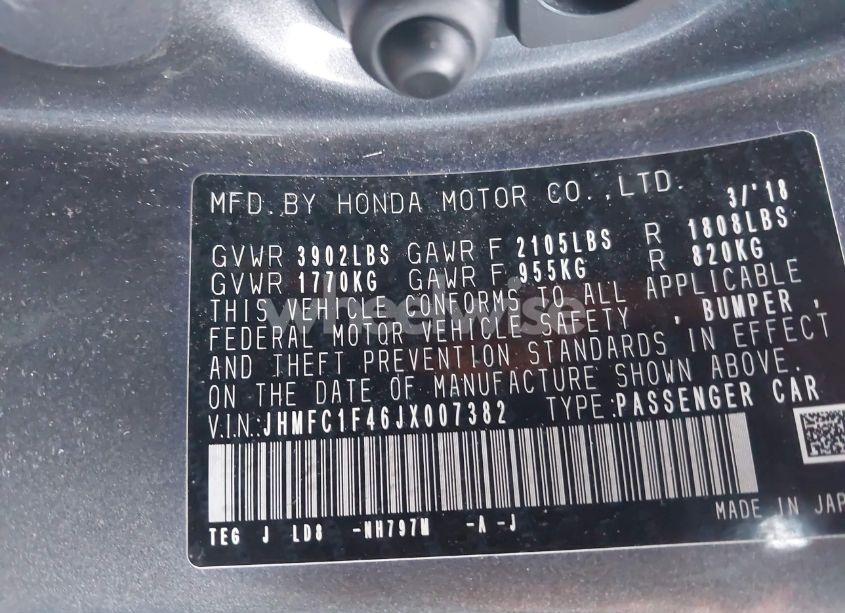 MFD.BY HONDA MOTOR CO.,LTD. 3/'18
GVWR 3902LBS GAWR F 2105LBS R 1808LBS
GVWR 1770KG GAWR F 955KG R 820KG
THIS VEHICLE CONFORMS TO ALL APPLICABLE
FEDERAL MOTOR VEHICLE SAFETY , BUMPER ,
AND THEFT PREVENTION STANDARDS IN EFFECT
ON THE DATE OF MANUFACTURE SHOWN ABOVE.
V.IN.:JHMFC1F46JX007382 TYPE:PASSENGER CAR
TEG J LD8 -NH797M -A -J
MADE IN JAP
wheelwise